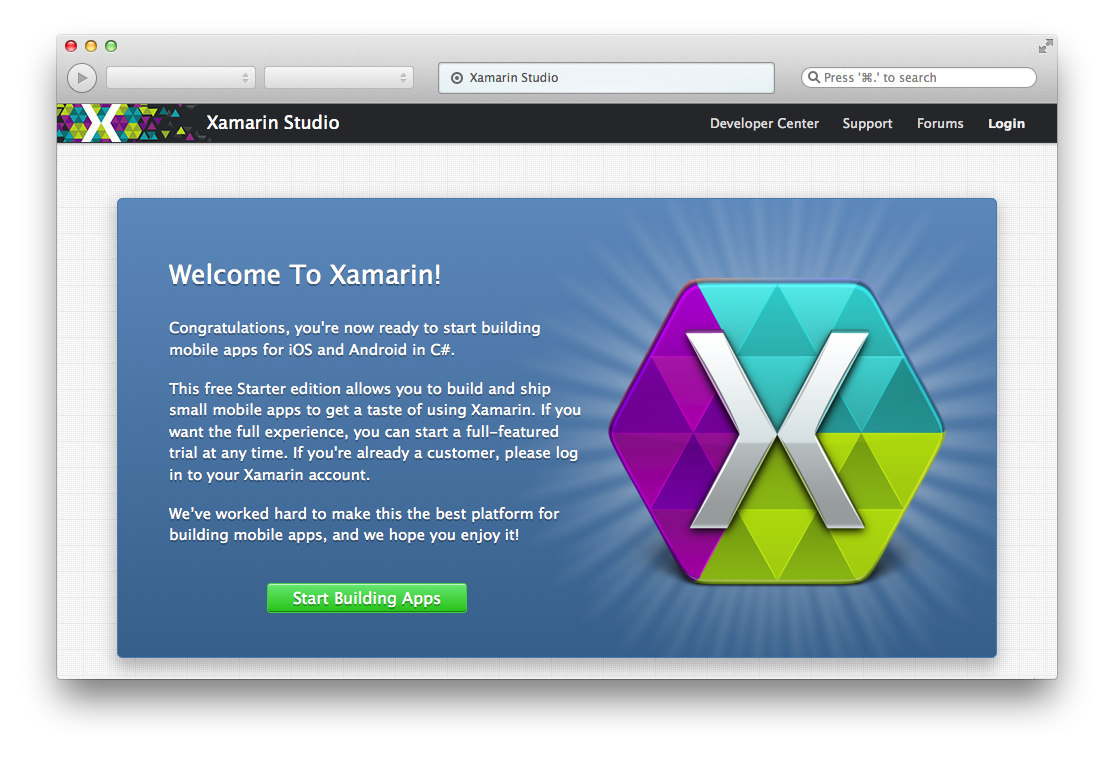 Xamarin Studio
Press '⌘.' to search
X
Xamarin Studio
Developer Center
Support
Forums
Login
Welcome To Xamarin!
Congratulations, you're now ready to start building
mobile apps for iOS and Android in C#.
This free Starter edition allows you to build and ship
small mobile apps to get a taste of using Xamarin. If you
want the full experience, you can start a full-featured
trial at any time. If you're already a customer, please log
in to your Xamarin account.
We've worked hard to make this the best platform for
building mobile apps, and we hope you enjoy it!
Start Building Apps
X